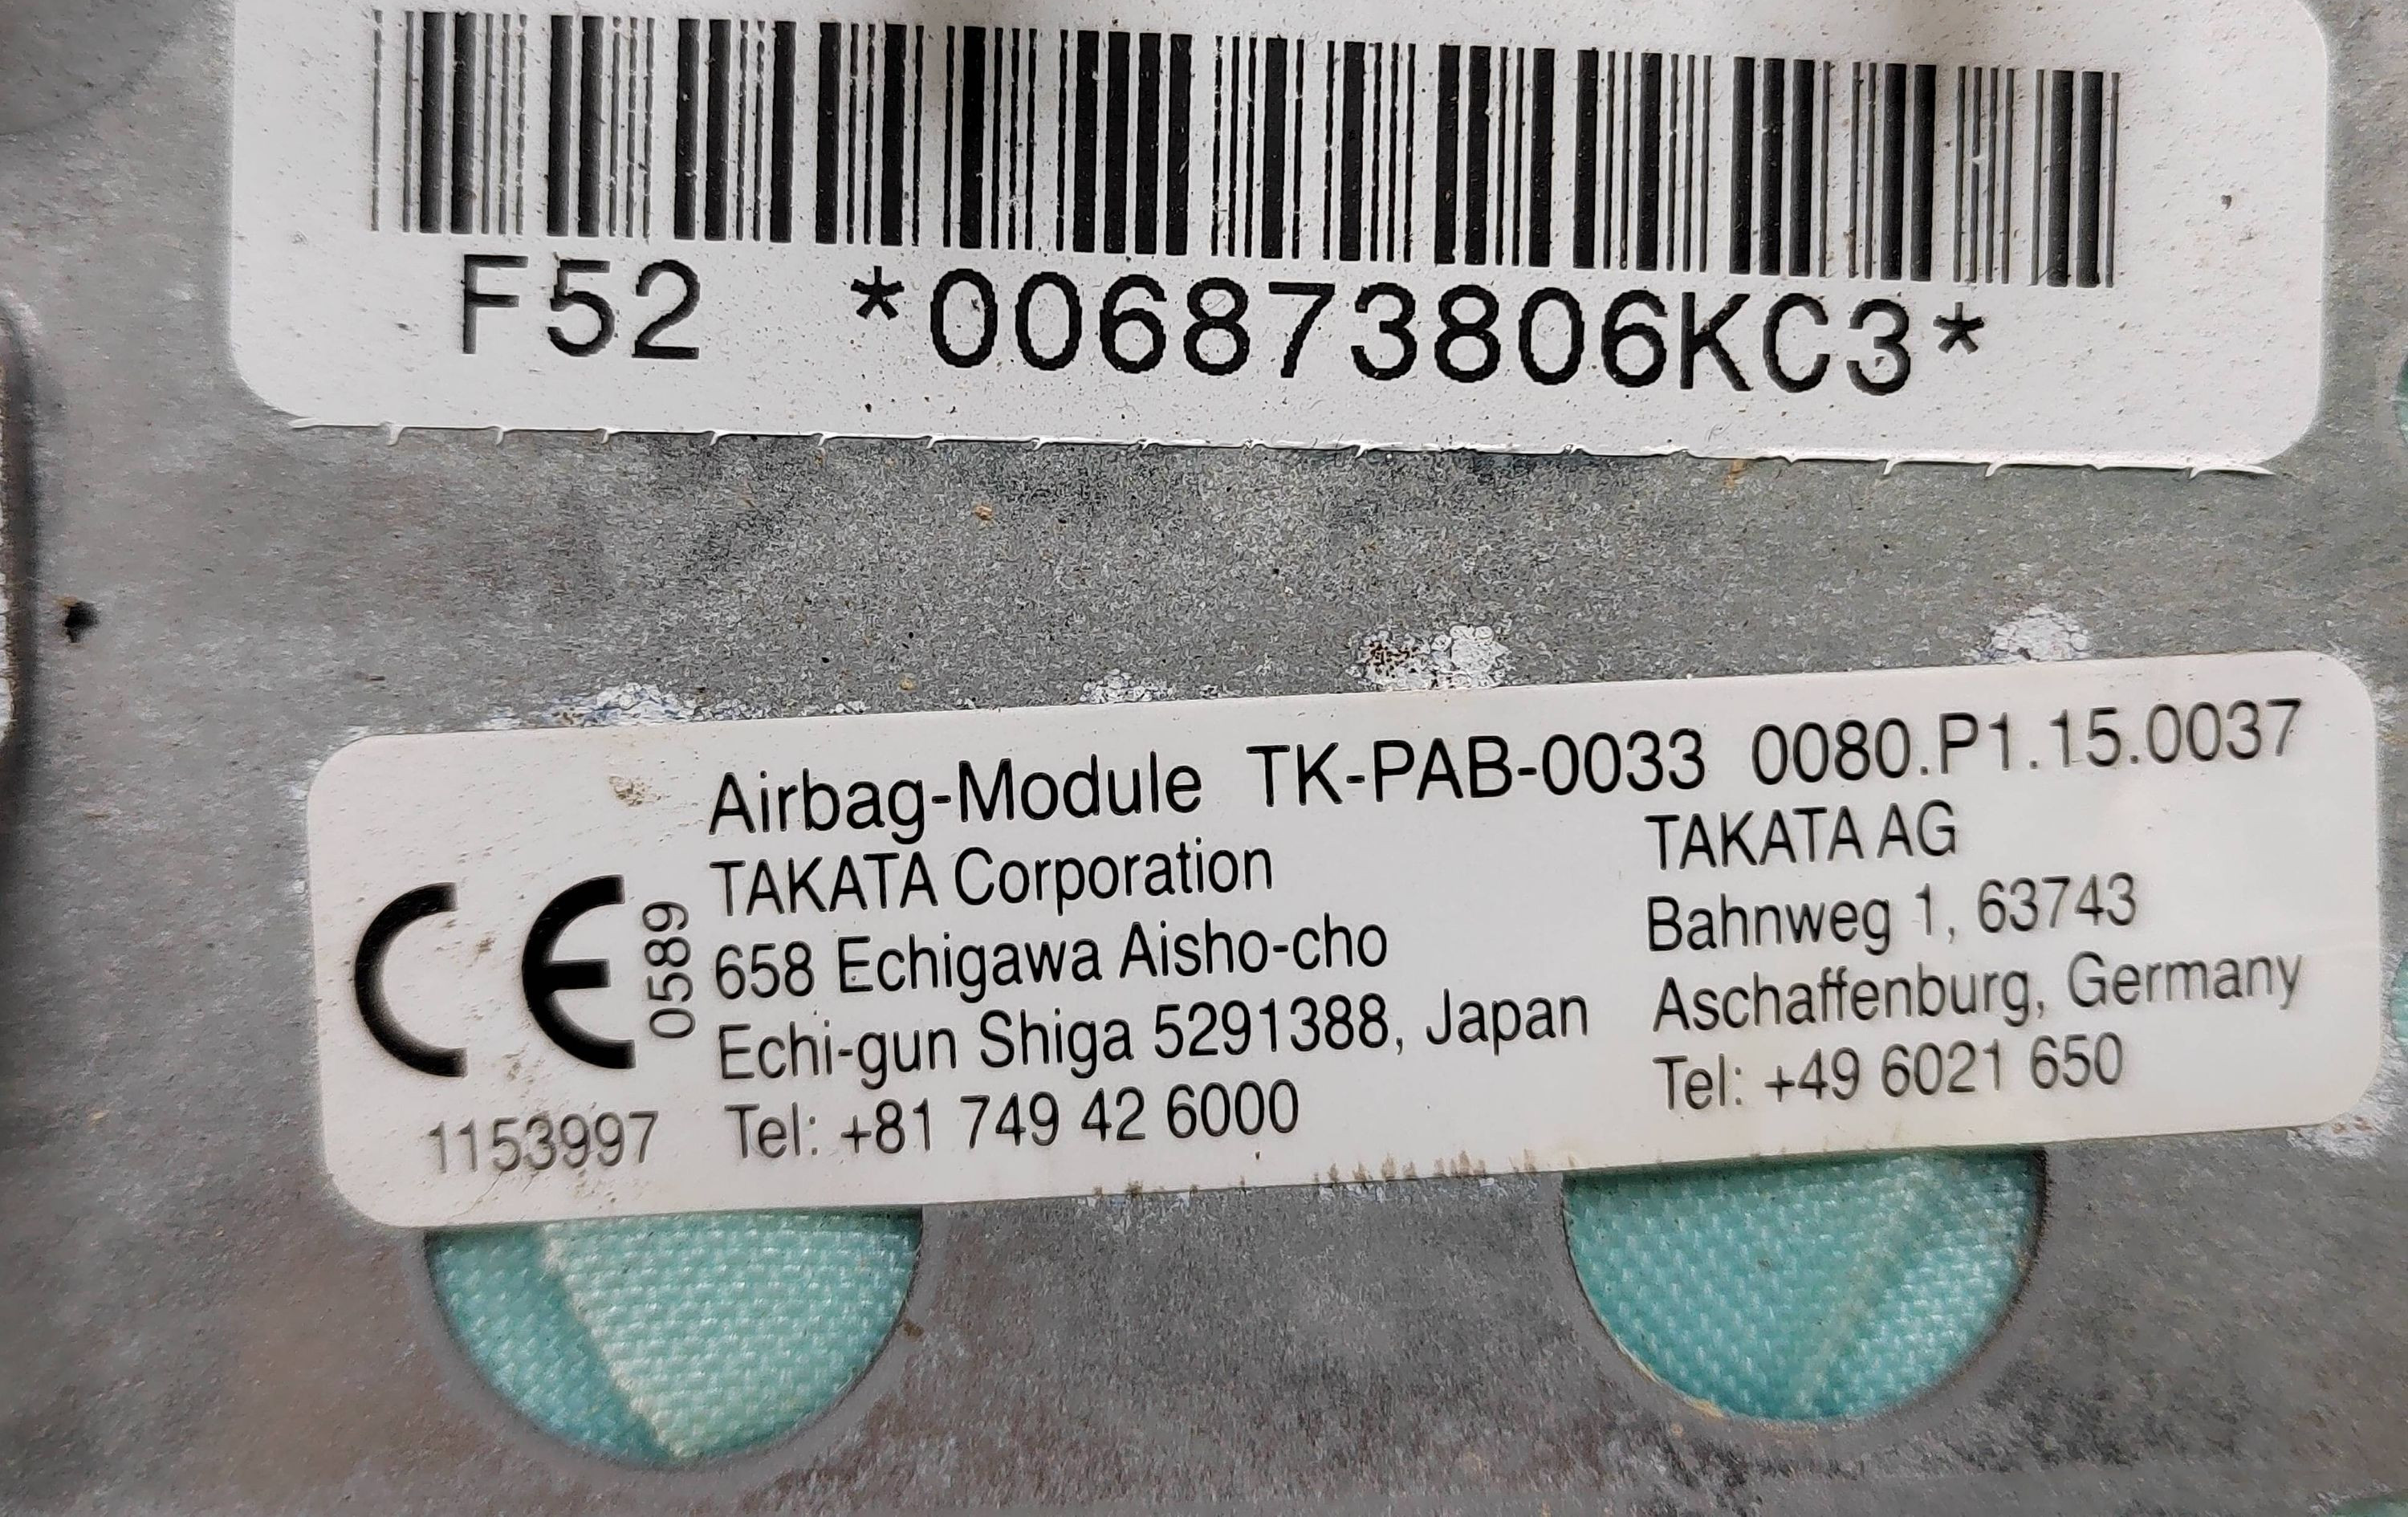 F52 *006873806KC3*
Airbag-Module TK-PAB-0033 0080.P1.15.0037
TAKATA Corporation
658 Echigawa Aisho-cho
Echi-gun Shiga 5291388, Japan
Tel: +81 749 42 6000
TAKATA AG
Bahnweg 1, 63743
Aschaffenburg, Germany
Tel: +49 6021 650
CE
0589
1153997